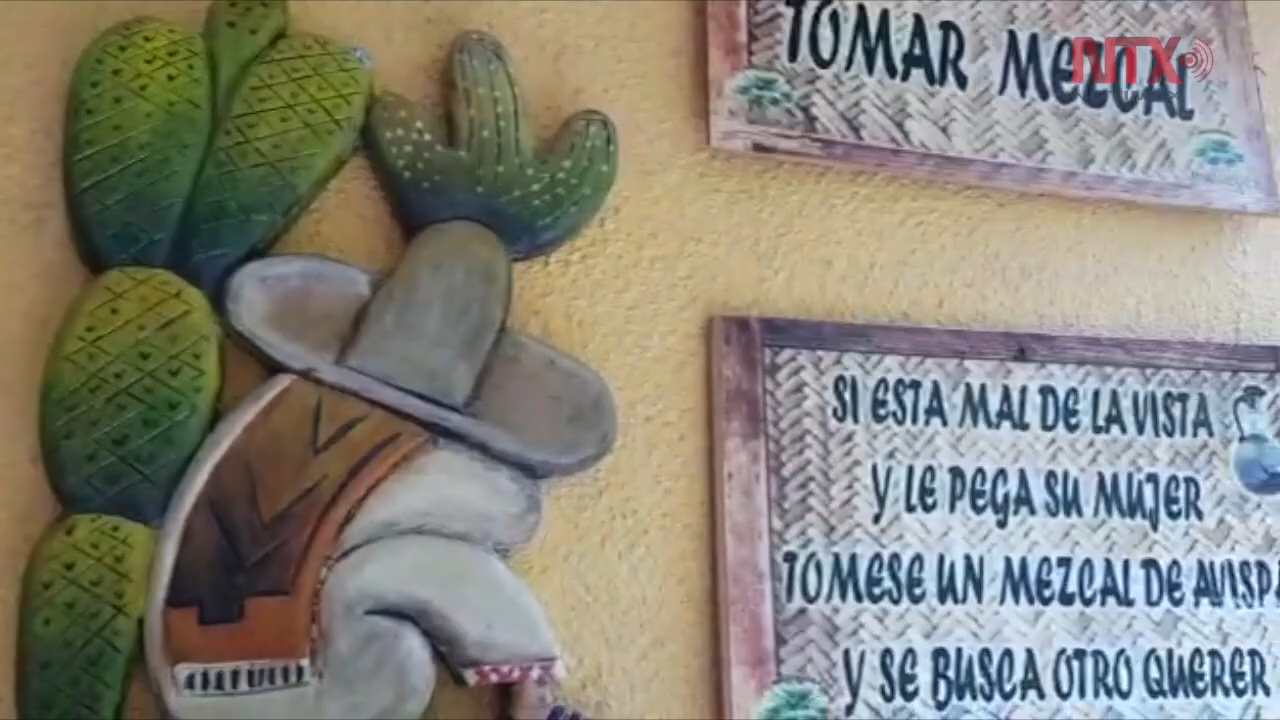 TOMAR MEZCAL
NTX
SI ESTA MAL DE LA VISTA
Y LE PEGA SU MUJER
TOMESE UN MEZCAL DE AVISPA
Y SE BUSCA OTRO QUERER